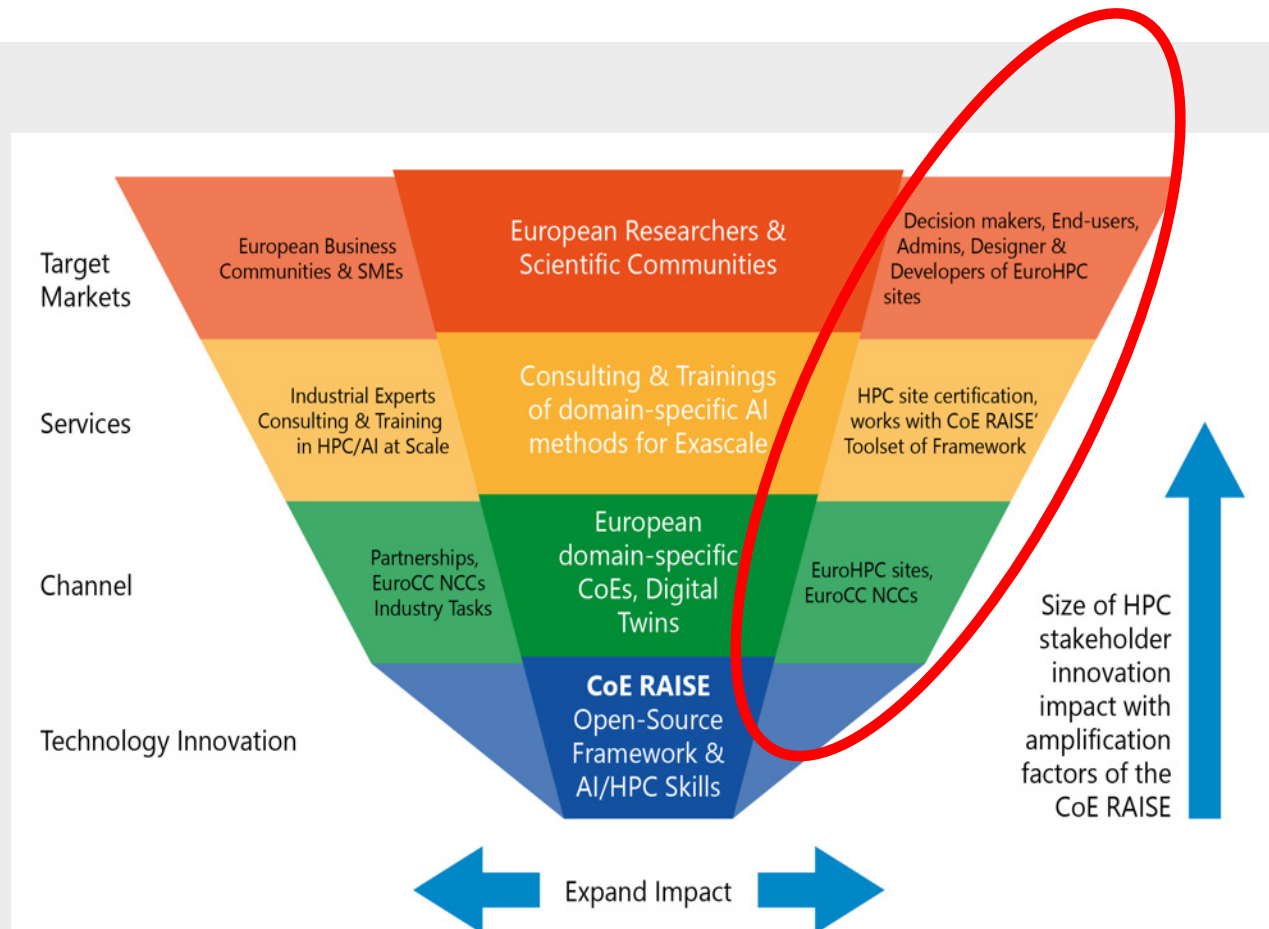 Target
Markets
European Business
Communities & SMEs
European Researchers &
Scientific Communities
Decision makers, End-users,
Admins, Designer &
Developers of EuroHPC
sites
Services
Industrial Experts
Consulting & Training
in HPC/AI at Scale
Consulting & Trainings
of domain-specific AI
methods for Exascale
HPC site certification,
works with CoE RAISE'
Toolset of Framework
Channel
Partnerships,
EuroCC NCCs
Industry Tasks
European
domain-specific
CoEs, Digital
Twins
EuroHPC sites,
EuroCC NCCs
Technology Innovation
CoE RAISE
Open-Source
Framework &
AI/HPC Skills
Size of HPC
stakeholder
innovation
impact with
amplification
factors of the
CoE RAISE
Expand Impact